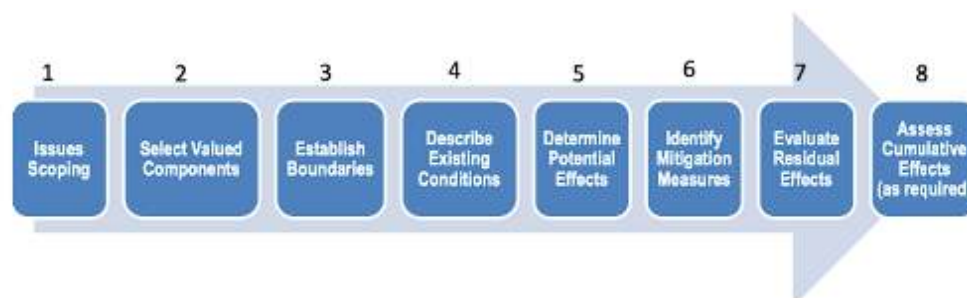 1
2
3
4
5
6
7
8
Issues
Scoping
Select Valued
Components
Establish
Boundaries
Describe
Existing
Conditions
Determine
Potential
Effects
Identify
Mitigation
Measures
Evaluate
Residual
Effects
Assess
Cumulative
Effects
(as required